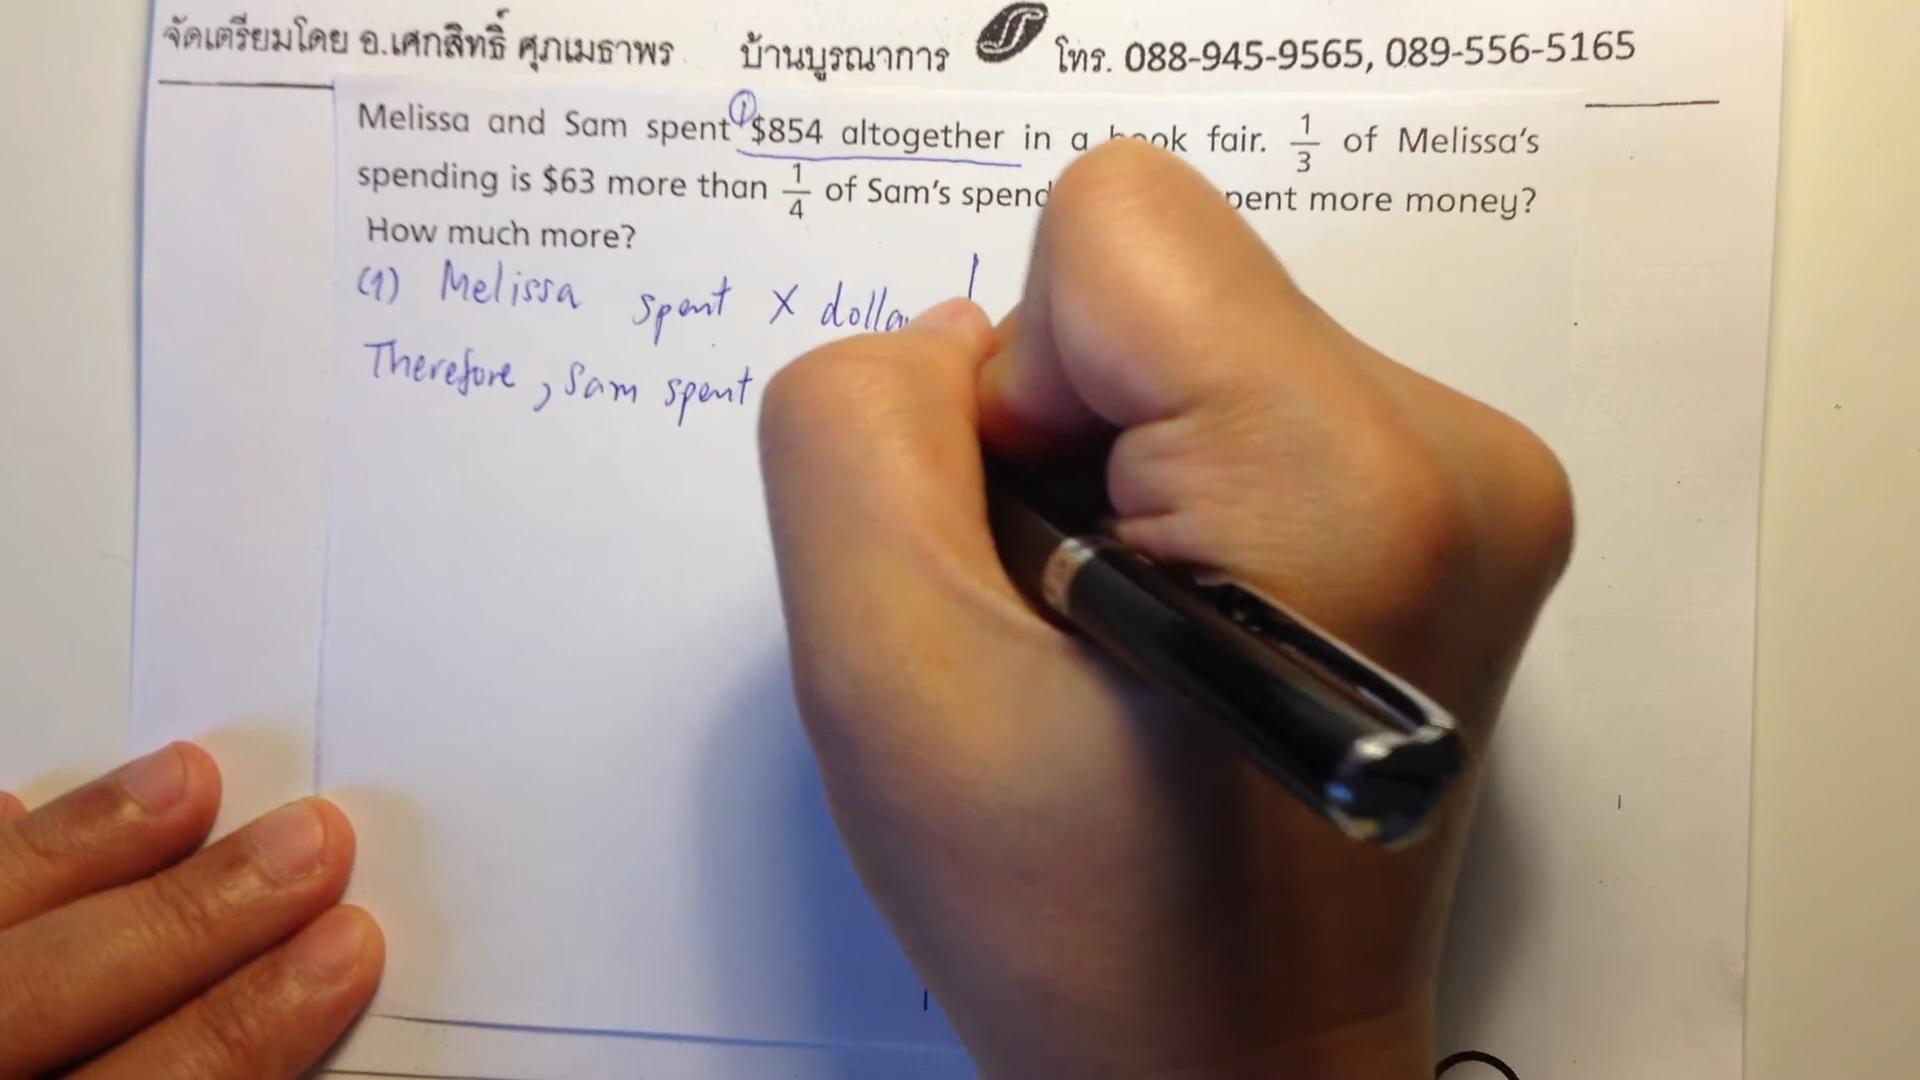 จัดเตรียมโดย อ.เศกสิทธิ์ ศุภเมธาพร บ้านบูรณาการ โทร. 088-945-9565, 089-556-5165
Melissa and Sam spent ① $854 altogether in a fair. 1/3 of Melissa's
spending is $63 more than 1/4 of Sam's more money?
How much more?
(1) Melissa spent X
Therefore, Sam spent